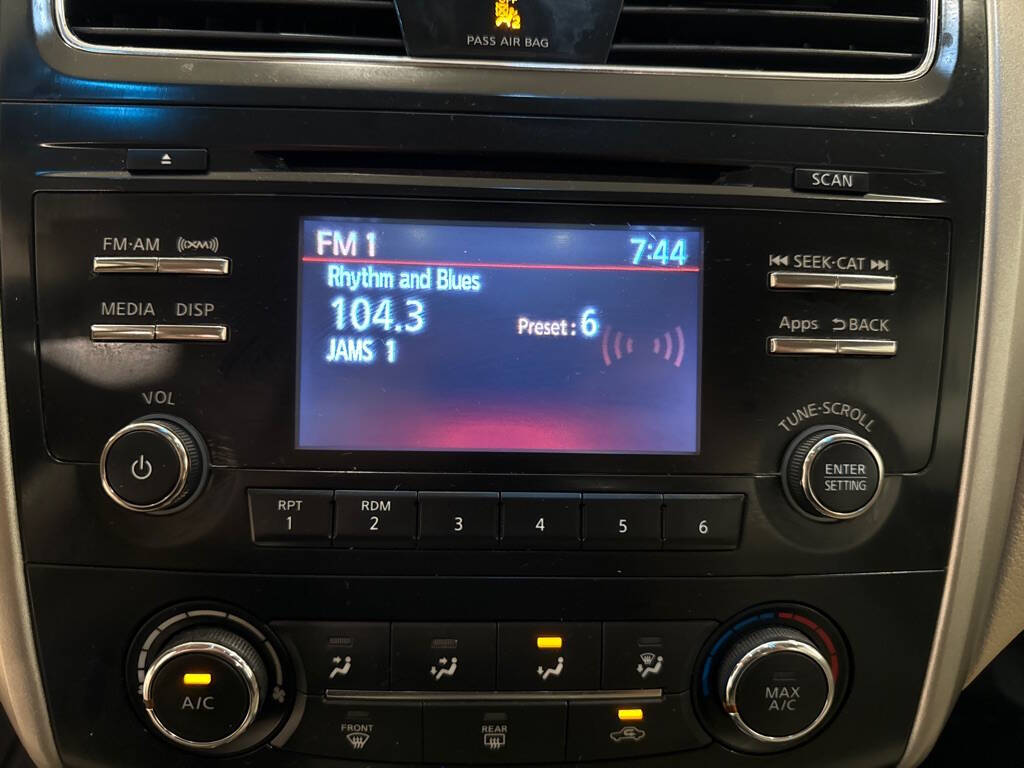 PASS AIR BAG
SCAN
FM·AM ((XM))
SEEK·CAT
MEDIA DISP
Apps BACK
FM 1 7:44
Rhythm and Blues
104.3
Preset: 6
JAMS 1
VOL
TUNE·SCROLL
ENTER
SETTING
RPT
1
RDM
2
3
4
5
6
A/C
MAX
A/C
FRONT
REAR